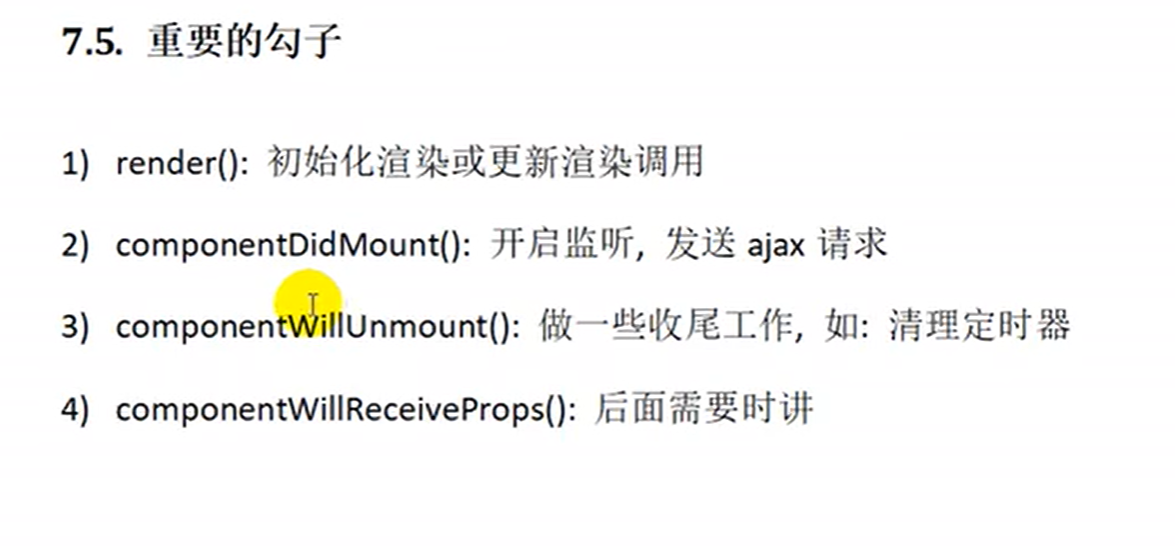 7.5. 重要的勾子
1) render(): 初始化渲染或更新渲染调用
2) componentDidMount(): 开启监听, 发送 ajax 请求
3) componentWillUnmount(): 做一些收尾工作, 如: 清理定时器
4) componentWillReceiveProps(): 后面需要时讲